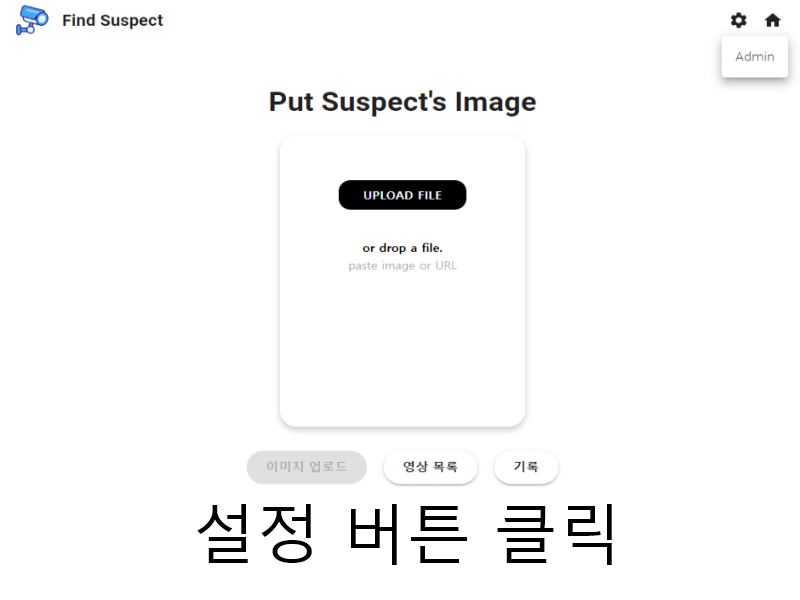 Find Suspect
Admin
Put Suspect's Image
UPLOAD FILE
or drop a file.
paste image or URL
이미지 업로드
영상 목록
기록
설정 버튼 클릭